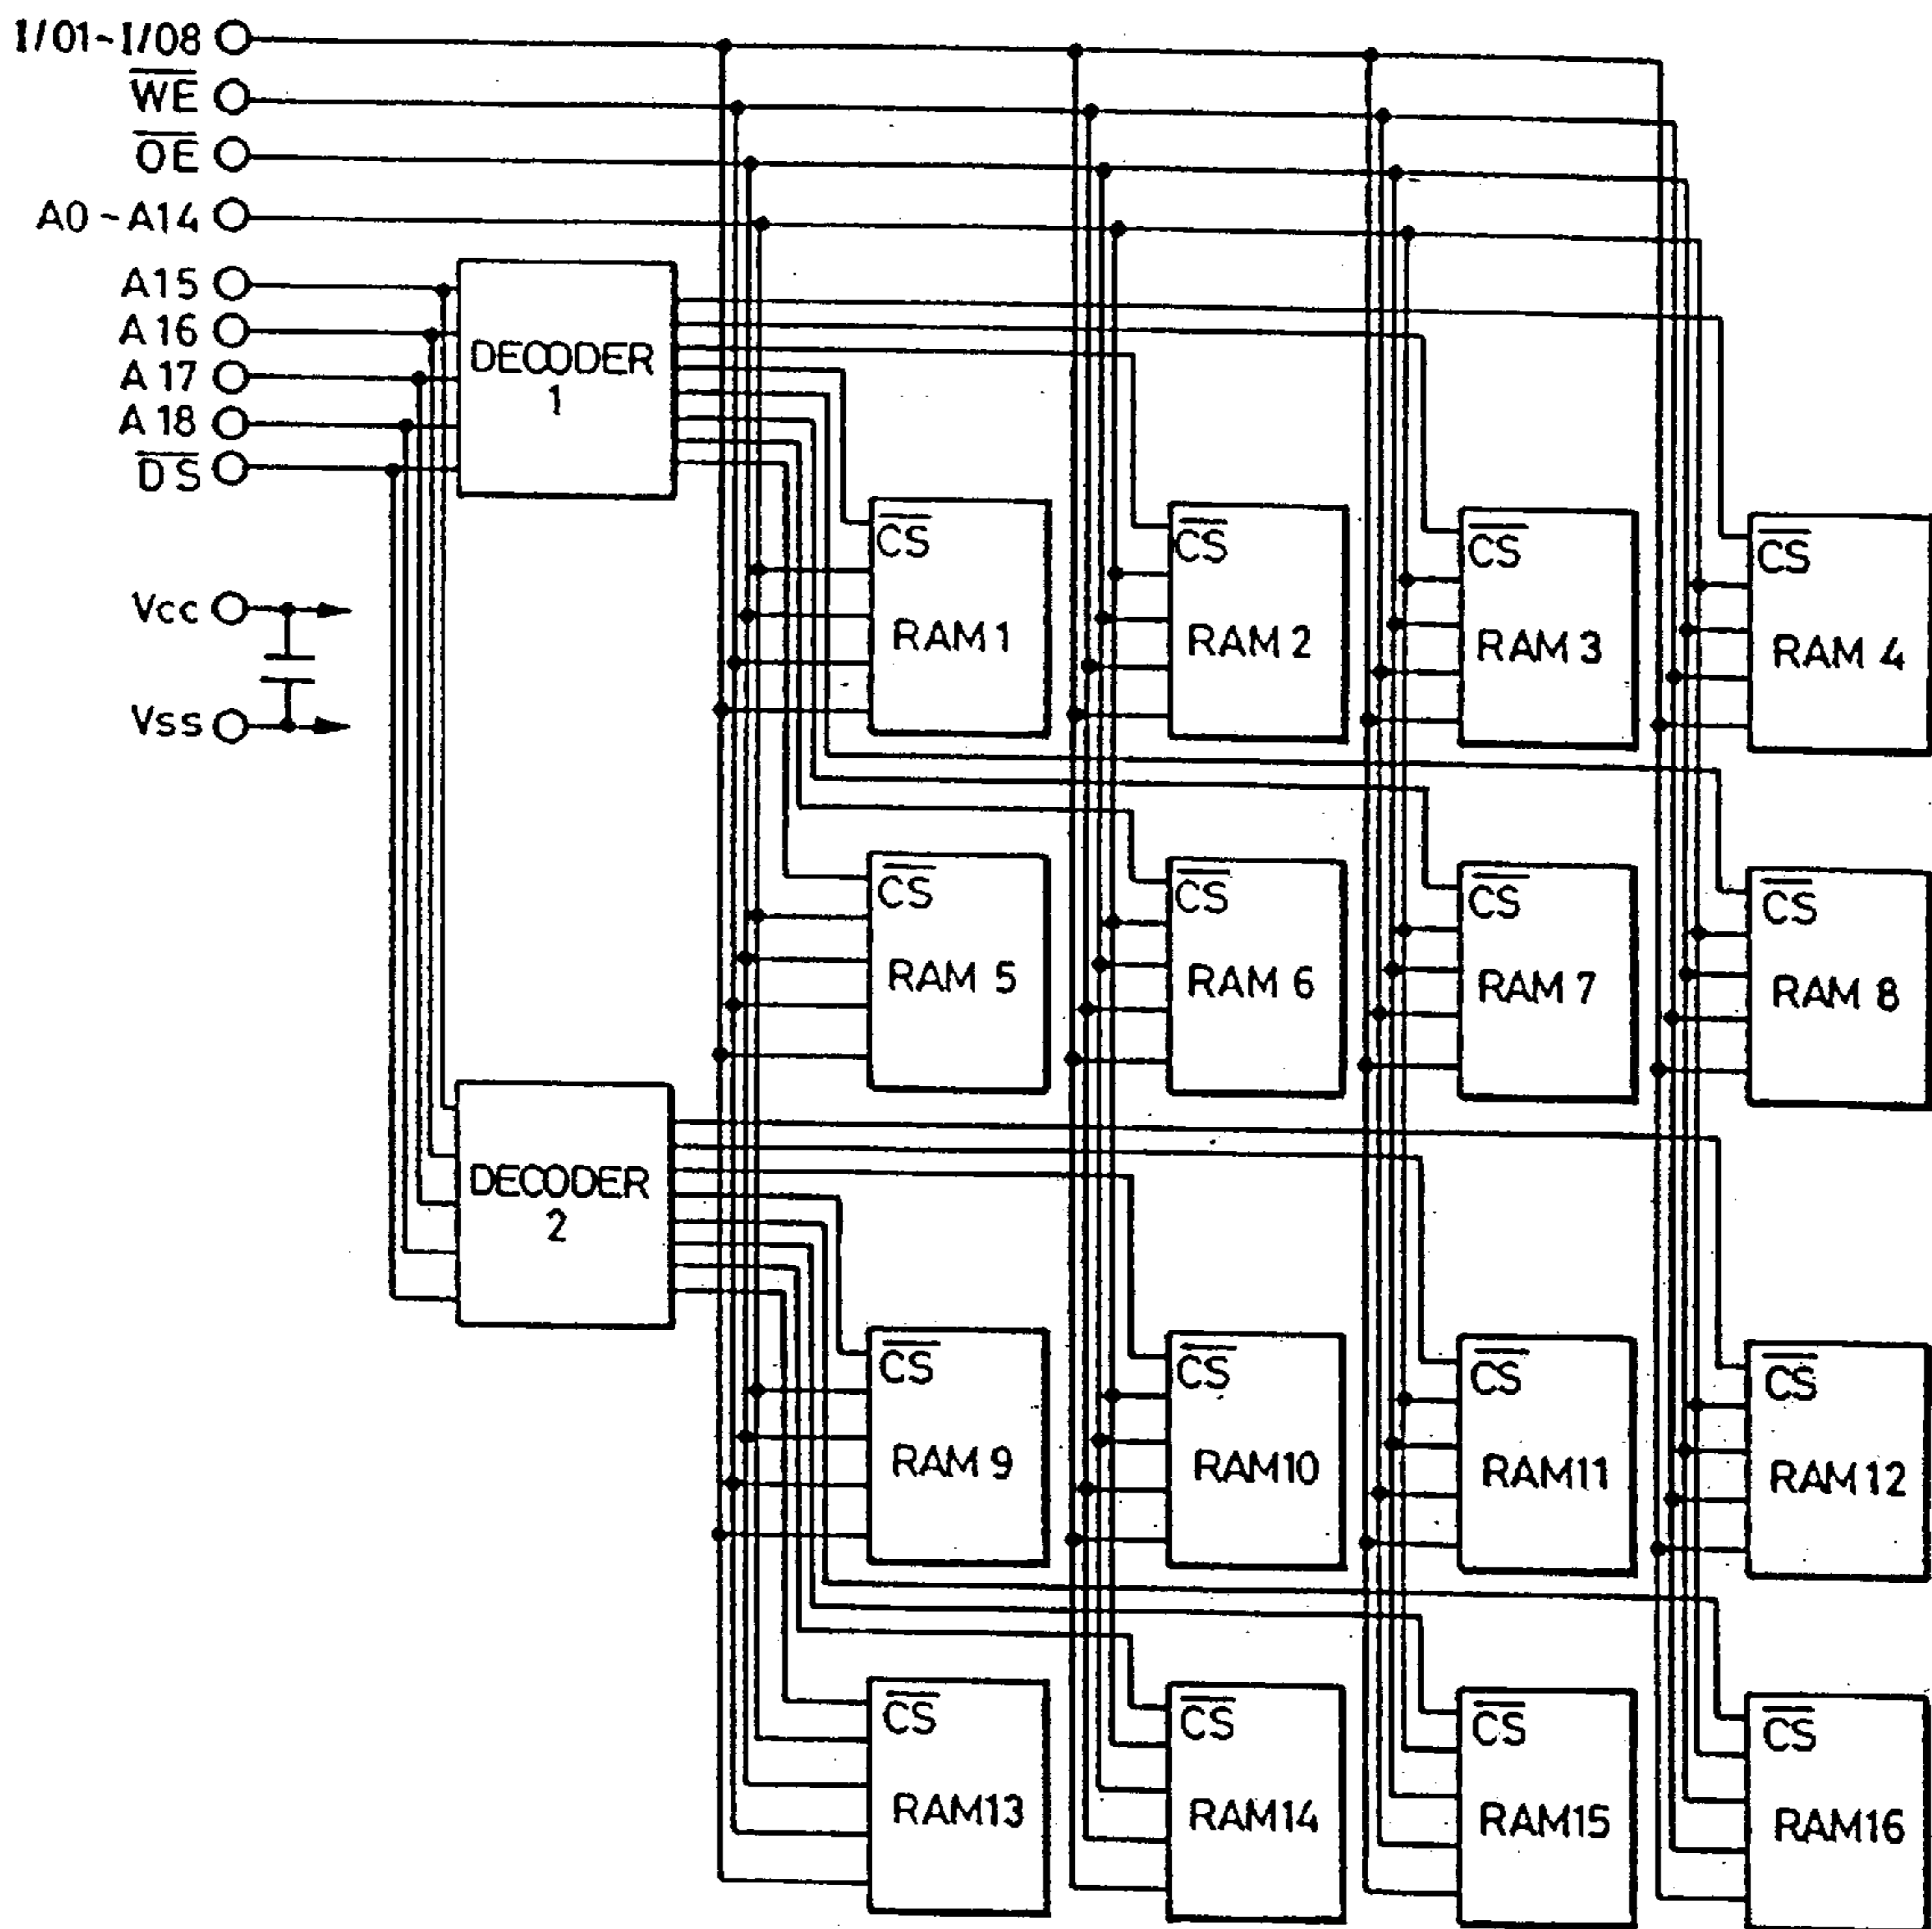 I/01~I/08
WE
OE
A0~A14
A15
A16
A17
A18
DS
DECODER
1
Vcc
Vss
CS
RAM 1
CS
RAM 2
CS
RAM 3
CS
RAM 4
CS
RAM 5
CS
RAM 6
CS
RAM 7
CS
RAM 8
DECODER
2
CS
RAM 9
CS
RAM10
CS
RAM11
CS
RAM12
CS
RAM13
CS
RAM14
CS
RAM15
CS
RAM16